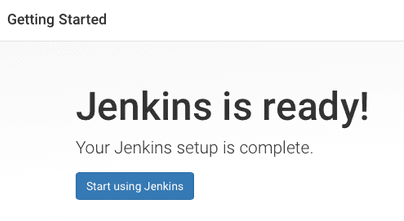 Getting Started
Jenkins is ready!
Your Jenkins setup is complete.
Start using Jenkins